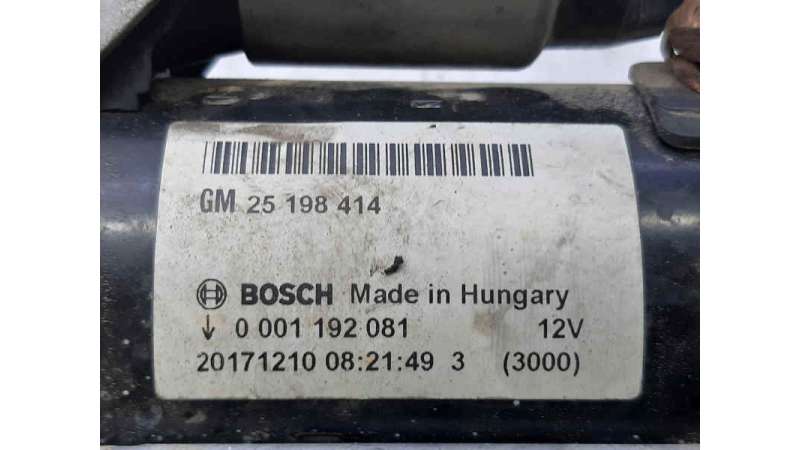 GM 25 198 414
BOSCH Made in Hungary
↓ 0 001 192 081 12V
20171210 08:21:49 3 (3000)